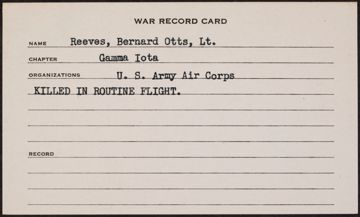 WAR RECORD CARD
NAME Reeves, Bernard Otts, Lt.
CHAPTER Gamma Iota
ORGANIZATIONS U. S. Army Air Corps
KILLED IN ROUTINE FLIGHT.
RECORD